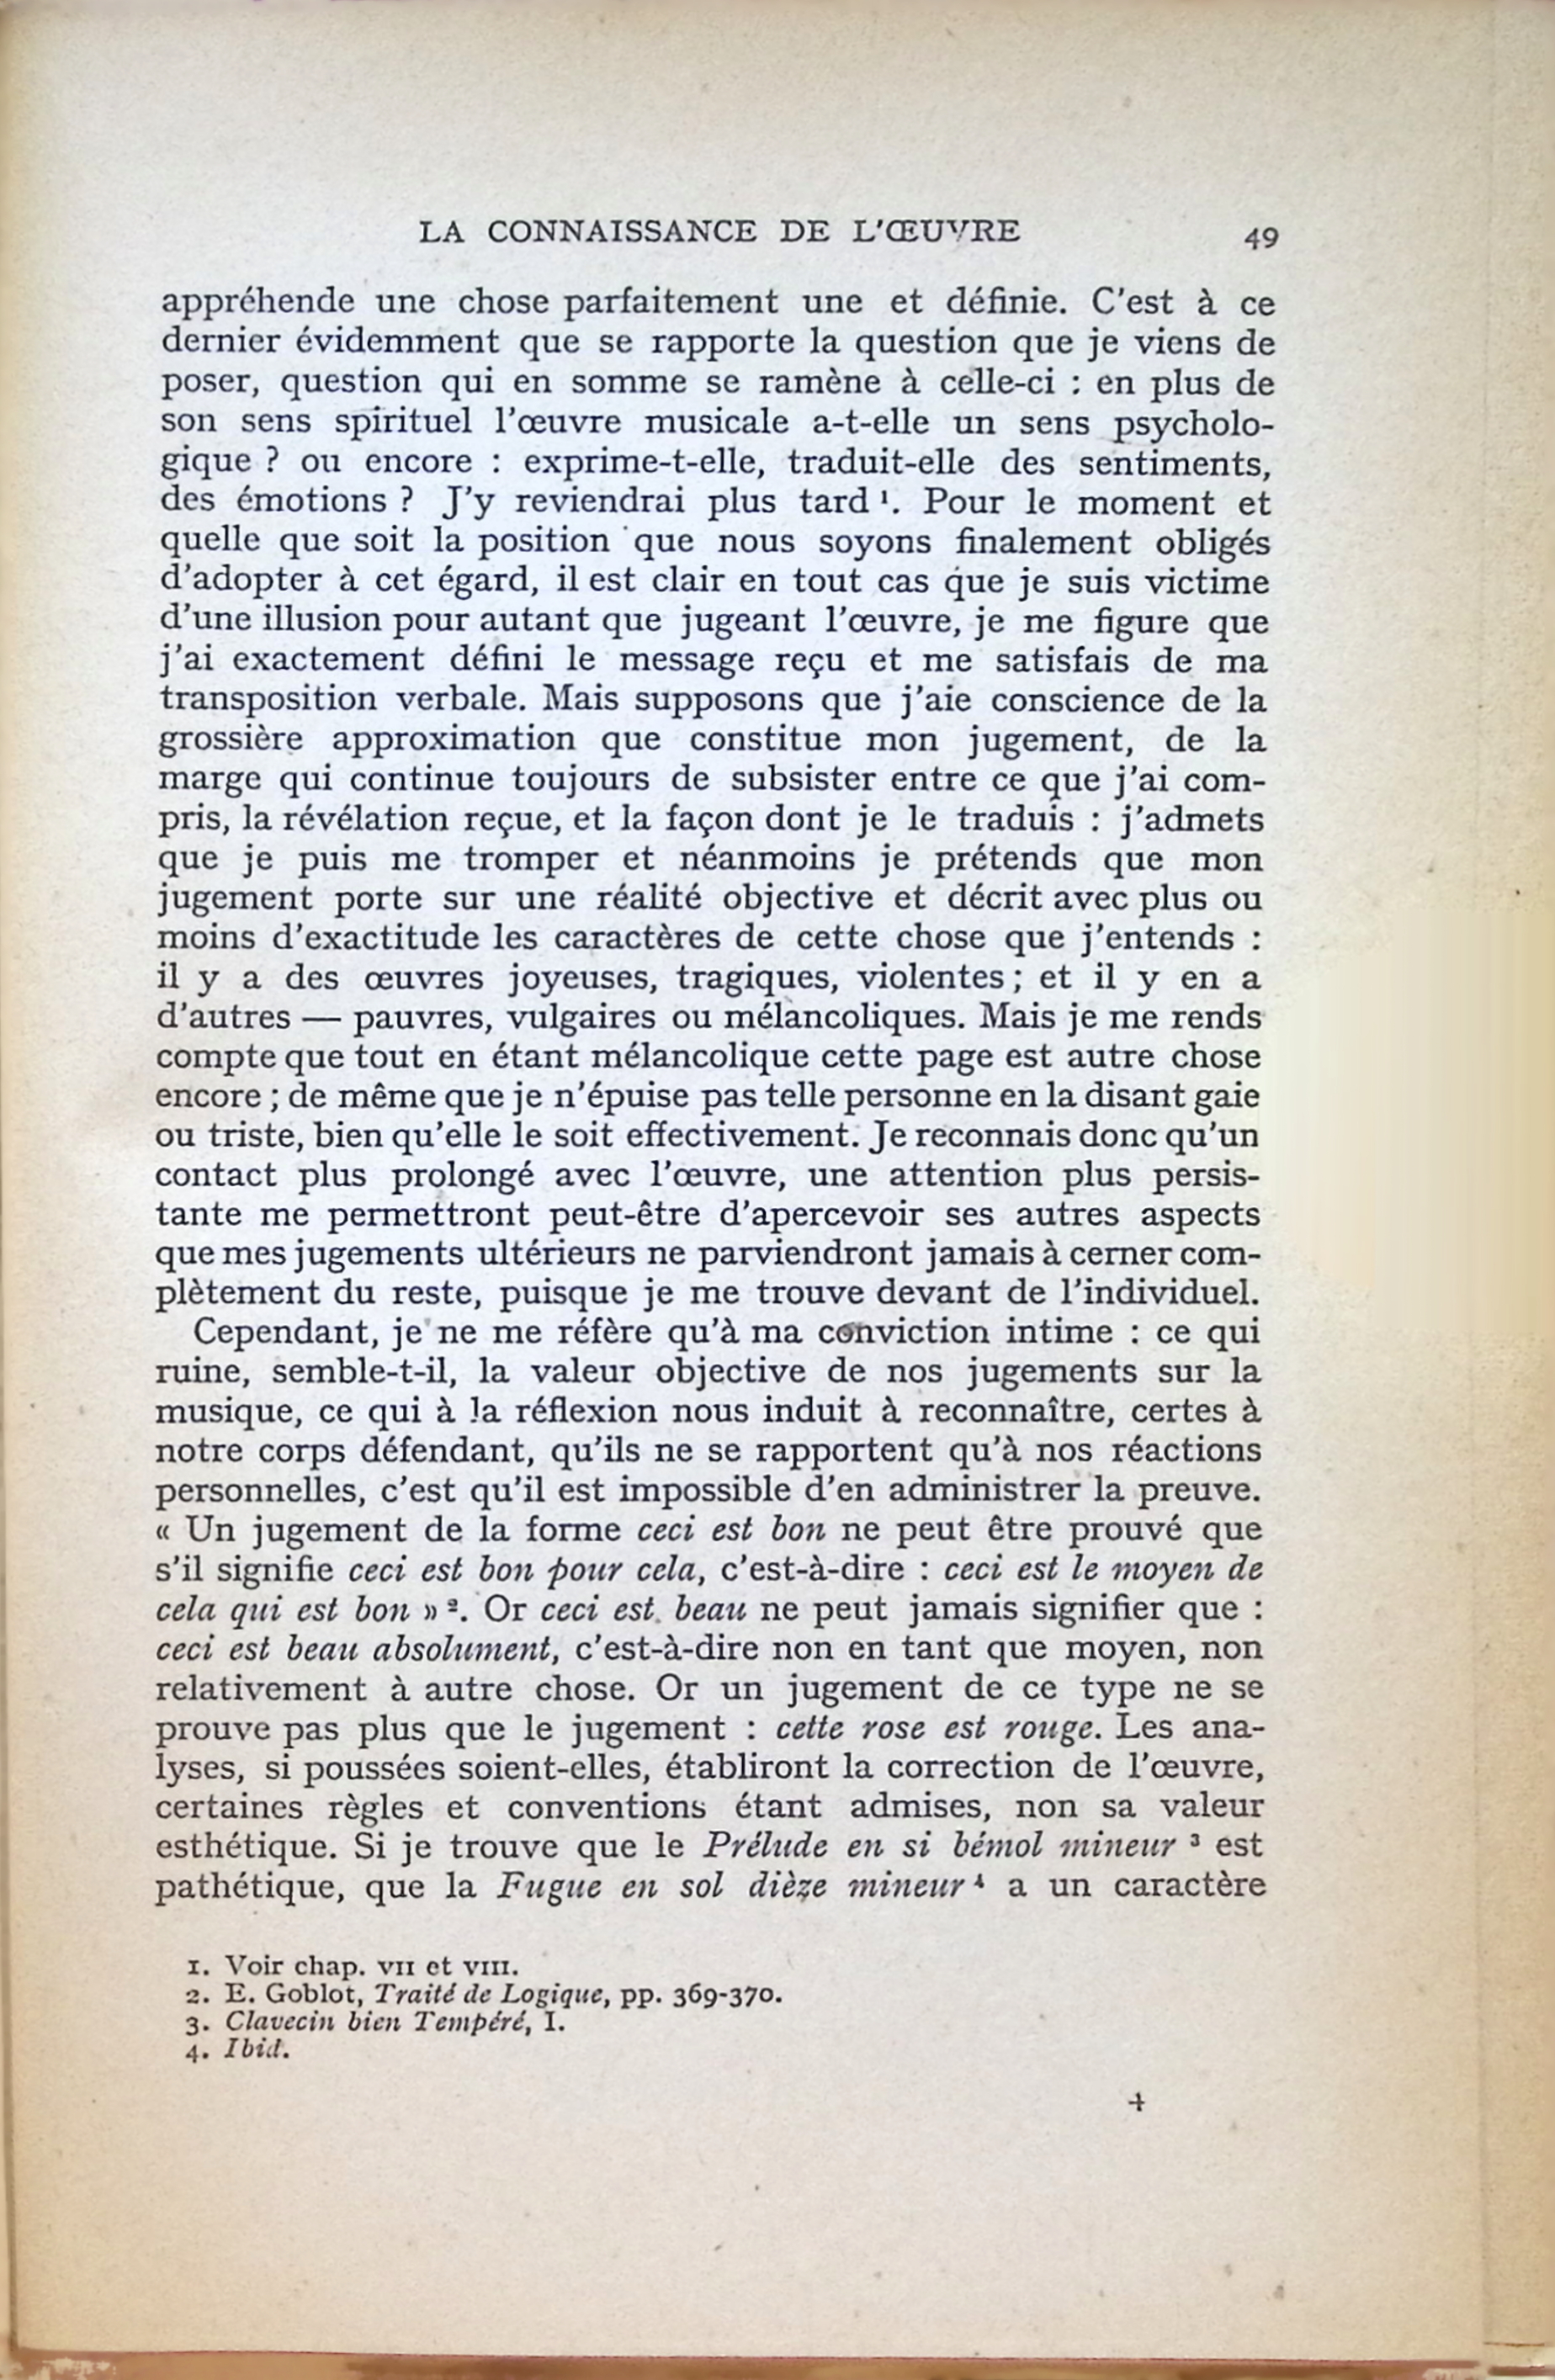 LA CONNAISSANCE DE L'ŒUVRE 49
appréhende une chose parfaitement une et définie. C'est à ce
dernier évidemment que se rapporte la question que je viens de
poser, question qui en somme se ramène à celle-ci : en plus de
son sens spirituel l'œuvre musicale a-t-elle un sens psycholo-
gique ? ou encore : exprime-t-elle, traduit-elle des sentiments,
des émotions ? J'y reviendrai plus tard ¹. Pour le moment et
quelle que soit la position que nous soyons finalement obligés
d'adopter à cet égard, il est clair en tout cas que je suis victime
d'une illusion pour autant que jugeant l'œuvre, je me figure que
j'ai exactement défini le message reçu et me satisfais de ma
transposition verbale. Mais supposons que j'aie conscience de la
grossière approximation que constitue mon jugement, de la
marge qui continue toujours de subsister entre ce que j'ai com-
pris, la révélation reçue, et la façon dont je le traduis : j'admets
que je puis me tromper et néanmoins je prétends que mon
jugement porte sur une réalité objective et décrit avec plus ou
moins d'exactitude les caractères de cette chose que j'entends :
il y a des œuvres joyeuses, tragiques, violentes ; et il y en a
d'autres — pauvres, vulgaires ou mélancoliques. Mais je me rends
compte que tout en étant mélancolique cette page est autre chose
encore ; de même que je n'épuise pas telle personne en la disant gaie
ou triste, bien qu'elle le soit effectivement. Je reconnais donc qu'un
contact plus prolongé avec l'œuvre, une attention plus persis-
tante me permettront peut-être d'apercevoir ses autres aspects
que mes jugements ultérieurs ne parviendront jamais à cerner com-
plètement du reste, puisque je me trouve devant de l'individuel.
Cependant, je ne me réfère qu'à ma conviction intime : ce qui
ruine, semble-t-il, la valeur objective de nos jugements sur la
musique, ce qui à la réflexion nous induit à reconnaître, certes à
notre corps défendant, qu'ils ne se rapportent qu'à nos réactions
personnelles, c'est qu'il est impossible d'en administrer la preuve.
« Un jugement de la forme ceci est bon ne peut être prouvé que
s'il signifie ceci est bon pour cela, c'est-à-dire : ceci est le moyen de
cela qui est bon » ². Or ceci est beau ne peut jamais signifier que :
ceci est beau absolument, c'est-à-dire non en tant que moyen, non
relativement à autre chose. Or un jugement de ce type ne se
prouve pas plus que le jugement : cette rose est rouge. Les ana-
lyses, si poussées soient-elles, établiront la correction de l'œuvre,
certaines règles et conventions étant admises, non sa valeur
esthétique. Si je trouve que le Prélude en si bémol mineur ³ est
pathétique, que la Fugue en sol dièze mineur ⁴ a un caractère
1. Voir chap. VII et VIII.
2. E. Goblot, Traité de Logique, pp. 369-370.
3. Clavecin bien Tempéré, I.
4. Ibid.
4